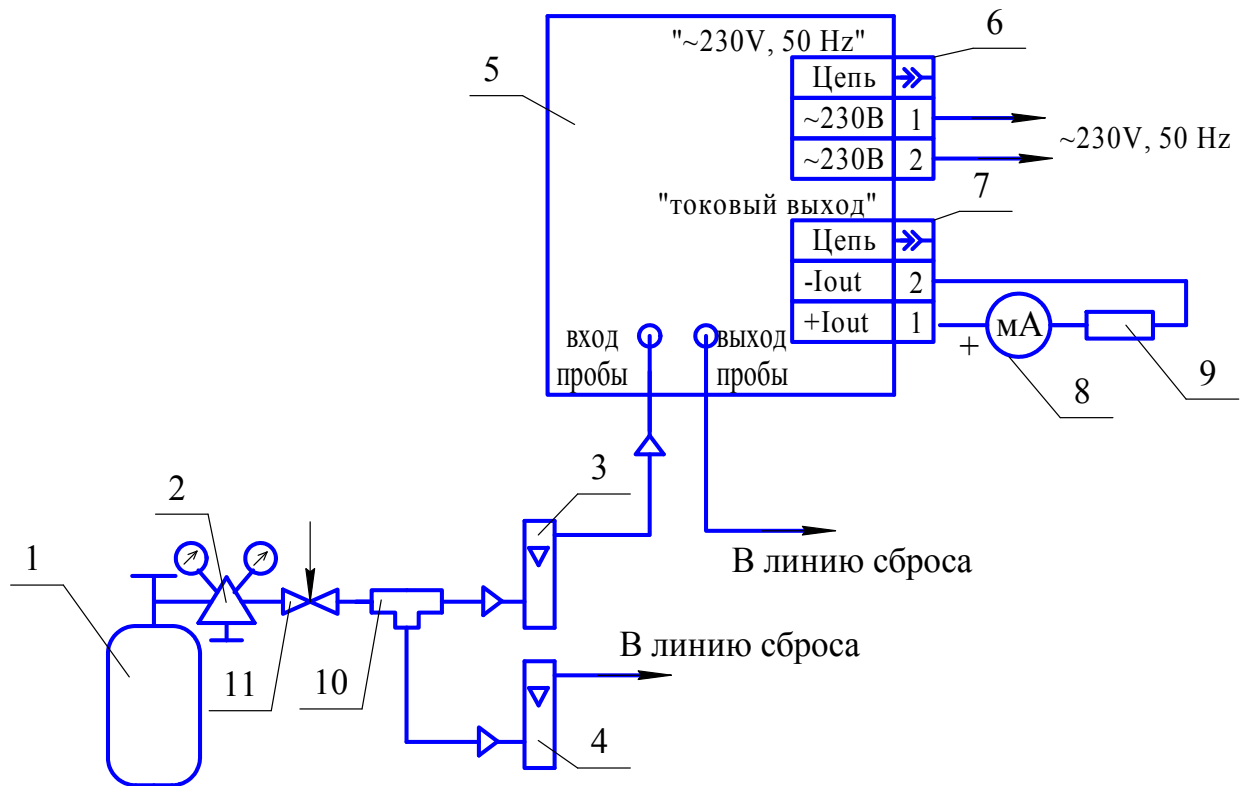 "~230V, 50 Hz"
6
5
Цепь
~230В 1
~230В 2
~230V, 50 Hz
"токовый выход"
7
Цепь
-Iout 2
+Iout 1
+
мА
8
9
вход
пробы
выход
пробы
3
2
1
В линию сброса
В линию сброса
11
10
4